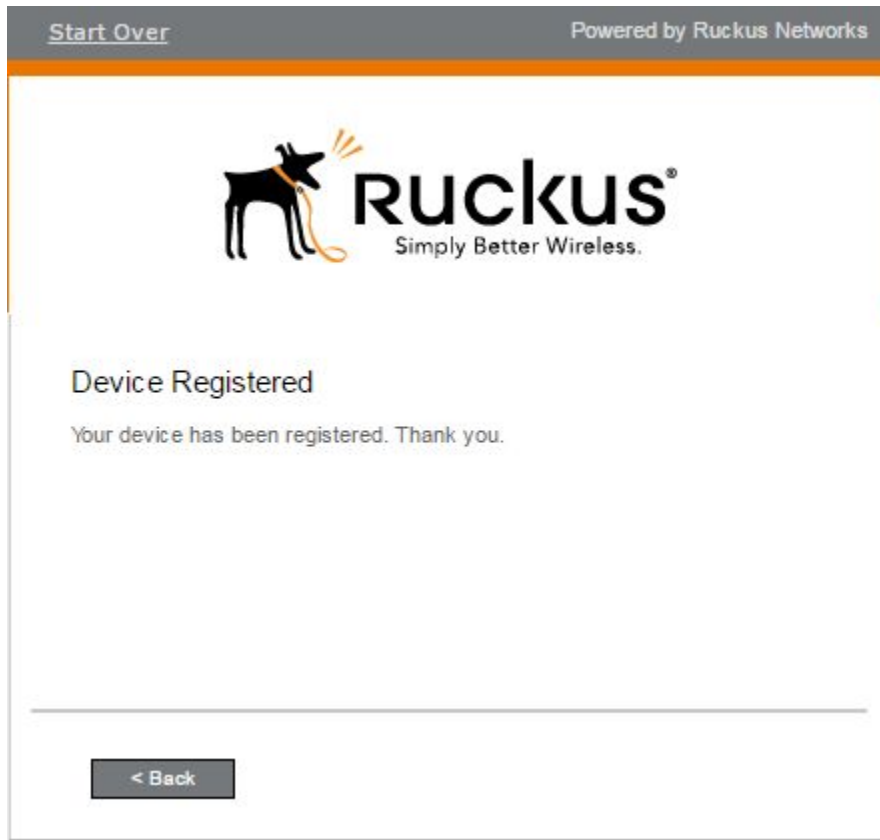 Start Over
Powered by Ruckus Networks
Ruckus®
Simply Better Wireless.
Device Registered
Your device has been registered. Thank you.
< Back